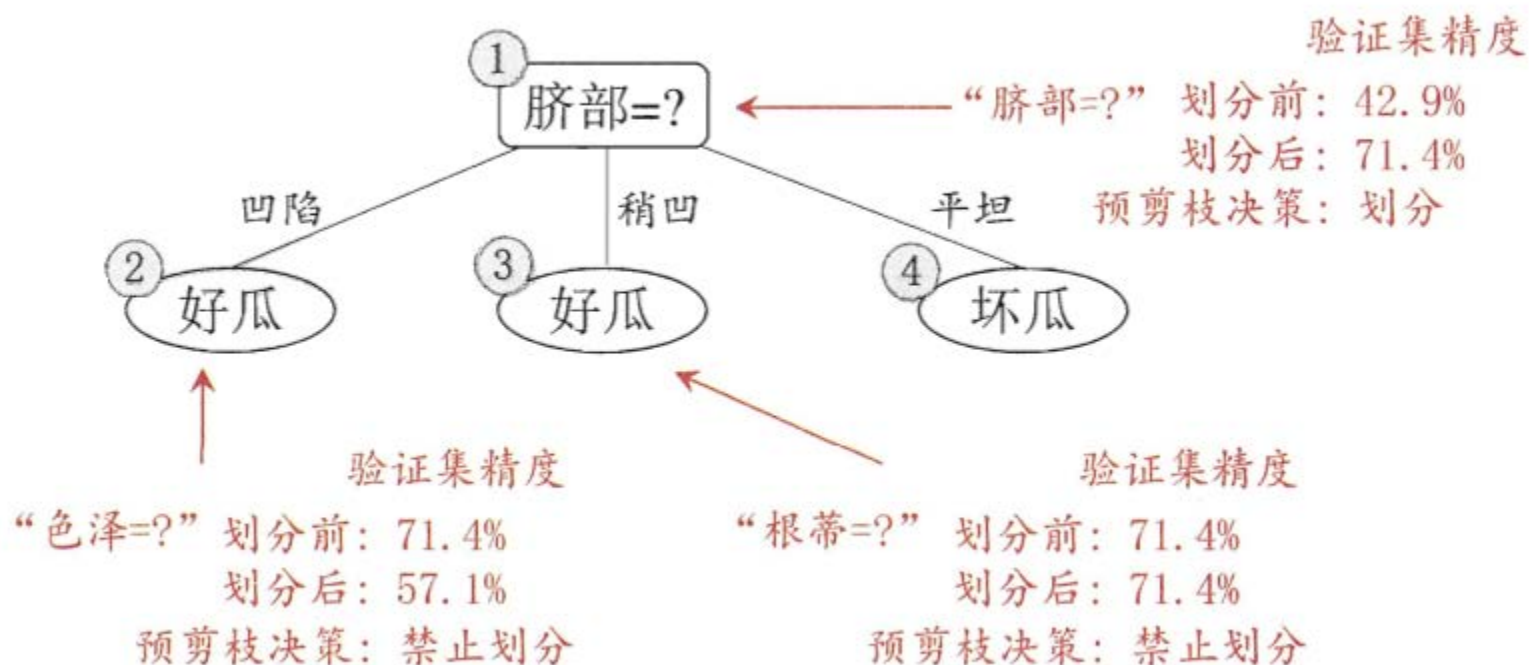 验证集精度
①
脐部=?
“脐部=?” 划分前: 42.9%
划分后: 71.4%
预剪枝决策: 划分
凹陷
稍凹
平坦
②
好瓜
③
好瓜
④
坏瓜
验证集精度
“色泽=?” 划分前: 71.4%
划分后: 57.1%
预剪枝决策: 禁止划分
验证集精度
“根蒂=?” 划分前: 71.4%
划分后: 71.4%
预剪枝决策: 禁止划分